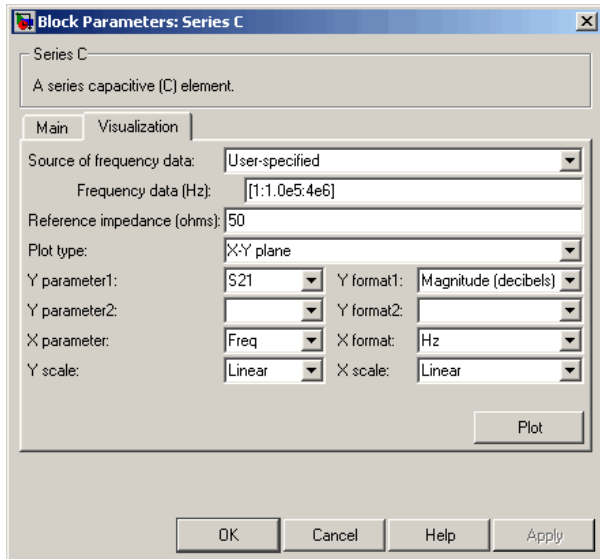 Block Parameters: Series C
Series C
A series capacitive (C) element.
Main Visualization
Source of frequency data: User-specified
Frequency data (Hz): [1:1.0e5:4e6]
Reference impedance (ohms): 50
Plot type: X-Y plane
Y parameter1: S21 Y format1: Magnitude (decibels)
Y parameter2: Y format2:
X parameter: Freq X format: Hz
Y scale: Linear X scale: Linear
Plot
OK Cancel Help Apply